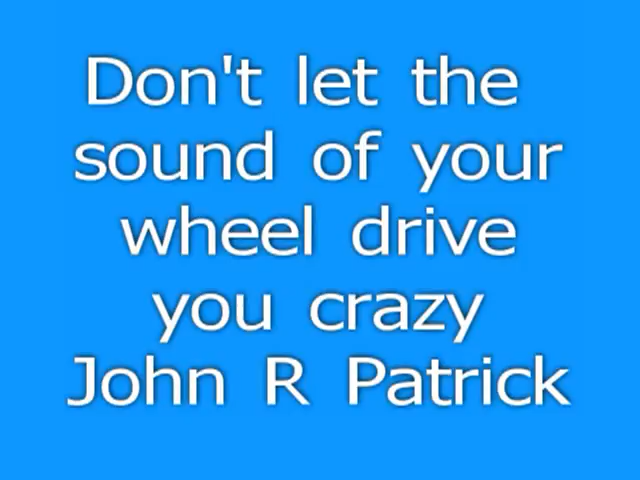 Don't let the
sound of your
wheel drive
you crazy
John R Patrick